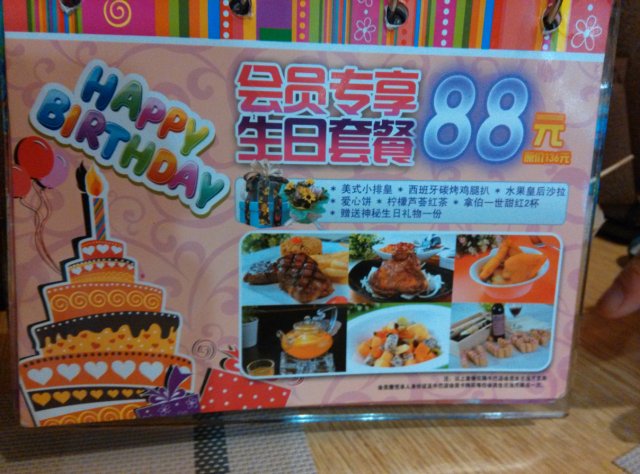 HAPPY
BIRTHDAY
会员专享
生日套餐 88元
原价136元
* 美式小排皇 * 西班牙碳烤鸡腿扒 * 水果皇后沙拉
爱心饼 * 柠檬芦荟红茶 * 拿伯一世甜红2杯
* 赠送神秘生日礼物一份